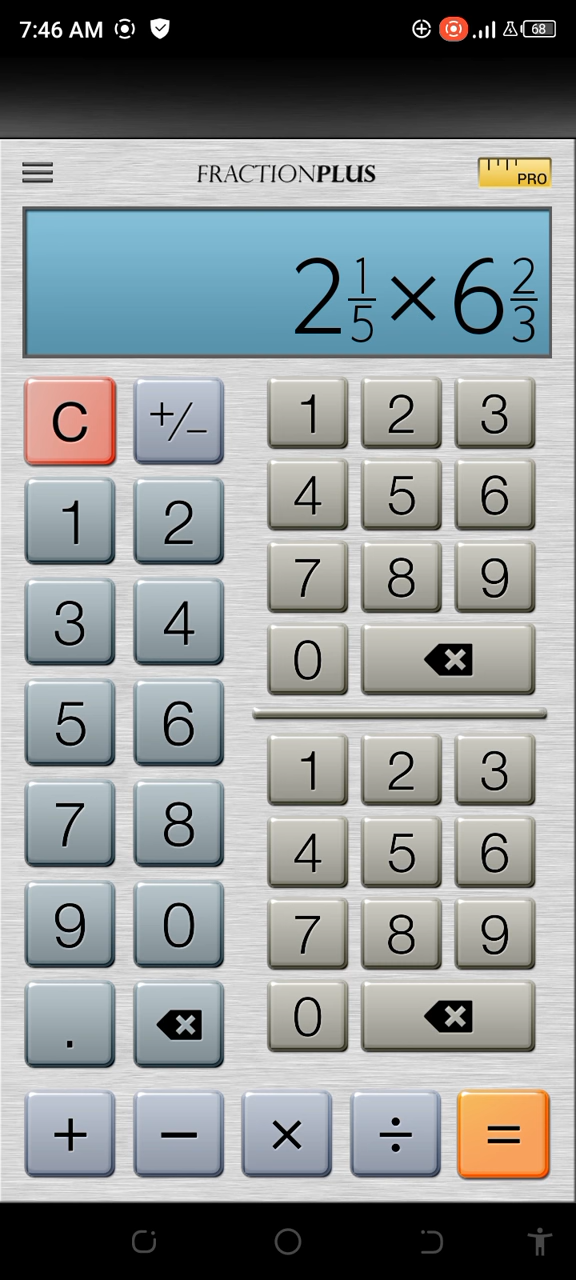 7:46 AM 68
FRACTIONPLUS PRO
2 1/5 × 6 2/3
C +/− 1 2 3
4 5 6
1 2
7 8 9
3 4
0
5 6
1 2 3
7 8
4 5 6
9 0
7 8 9
.
0
+ − × ÷ =